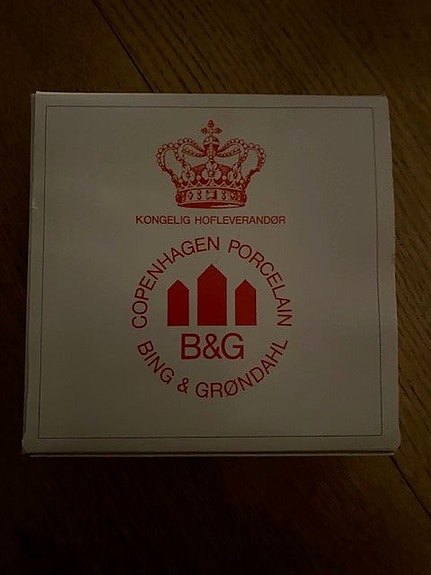 KONGELIG HOFLEVERANDØR
COPENHAGEN PORCELAIN
B&G
BING & GRØNDAHL